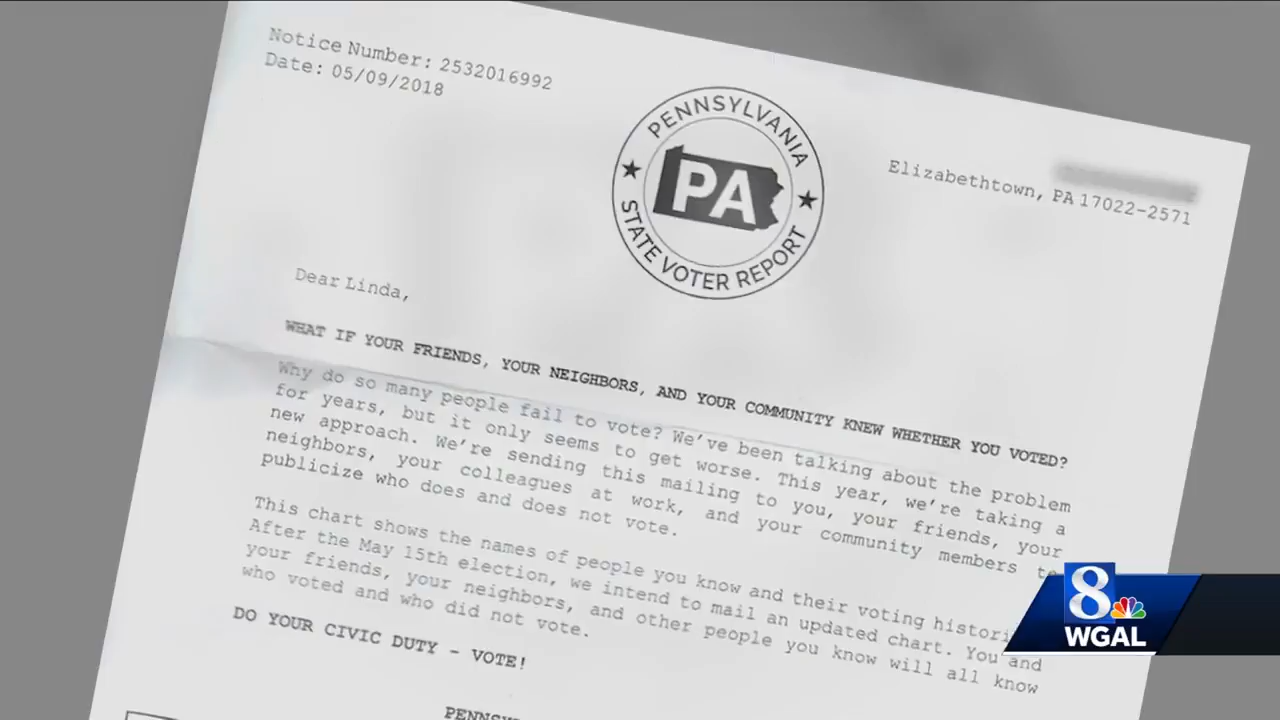 Notice Number: 2532016992
Date: 05/09/2018
PENNSYLVANIA
PA
STATE VOTER REPORT
Elizabethtown, PA 17022-2571
Dear Linda,
WHAT IF YOUR FRIENDS, YOUR NEIGHBORS, AND YOUR COMMUNITY KNEW WHETHER YOU VOTED?
Why do so many people fail to vote? We've been talking about the problem
for years, but it only seems to get worse. This year, we're taking a
new approach. We're sending this mailing to you, your friends, your
neighbors, your colleagues at work, and your community members to
publicize who does and does not vote.
This chart shows the names of people you know and their voting histori
After the May 15th election, we intend to mail an updated chart. You and
your friends, your neighbors, and other people you know will all know
who voted and who did not vote.
DO YOUR CIVIC DUTY - VOTE!
8
WGAL